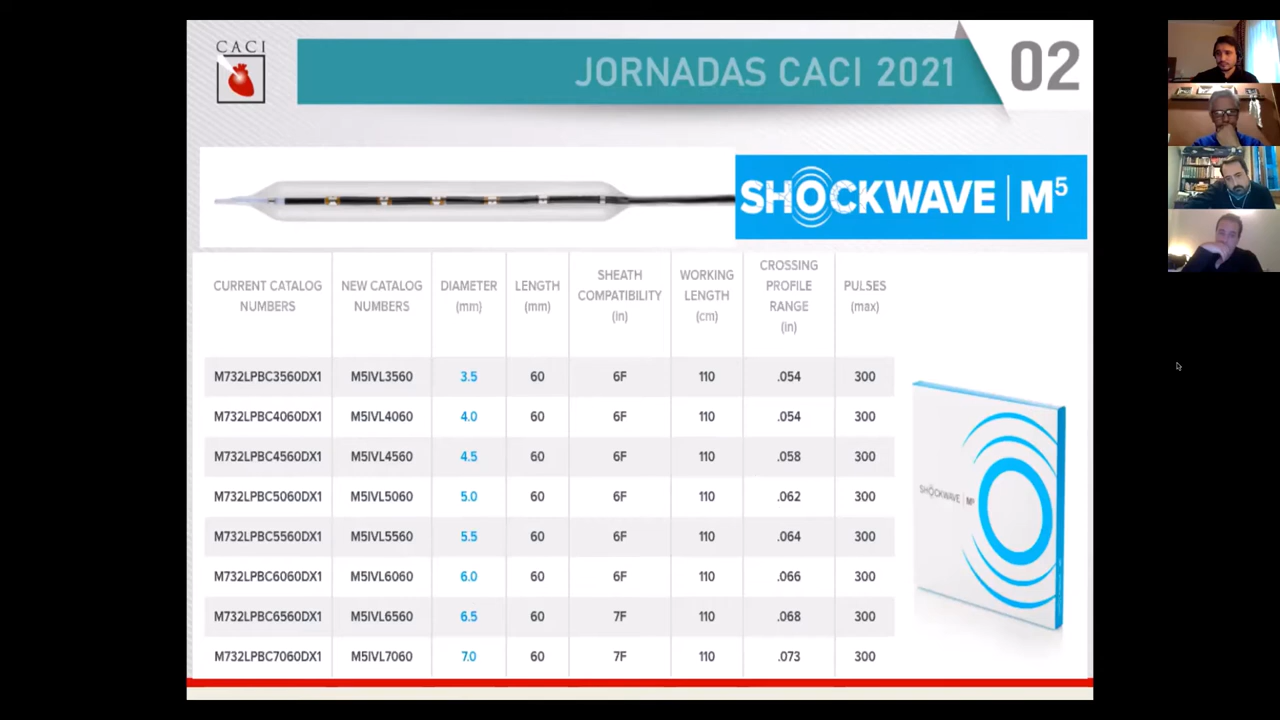 CACI
JORNADAS CACI 2021
02
SHOCKWAVE | M5
CURRENT CATALOG NUMBERS NEW CATALOG NUMBERS DIAMETER (mm) LENGTH (mm) SHEATH COMPATIBILITY (in) WORKING LENGTH (cm) CROSSING PROFILE RANGE (in) PULSES (max)
M732LPBC3560DX1 M5IVL3560 3.5 60 6F 110 .054 300
M732LPBC4060DX1 M5IVL4060 4.0 60 6F 110 .054 300
M732LPBC4560DX1 M5IVL4560 4.5 60 6F 110 .058 300
M732LPBC5060DX1 M5IVL5060 5.0 60 6F 110 .062 300
M732LPBC5560DX1 M5IVL5560 5.5 60 6F 110 .064 300
M732LPBC6060DX1 M5IVL6060 6.0 60 6F 110 .066 300
M732LPBC6560DX1 M5IVL6560 6.5 60 7F 110 .068 300
M732LPBC7060DX1 M5IVL7060 7.0 60 7F 110 .073 300
SHOCKWAVE | M5